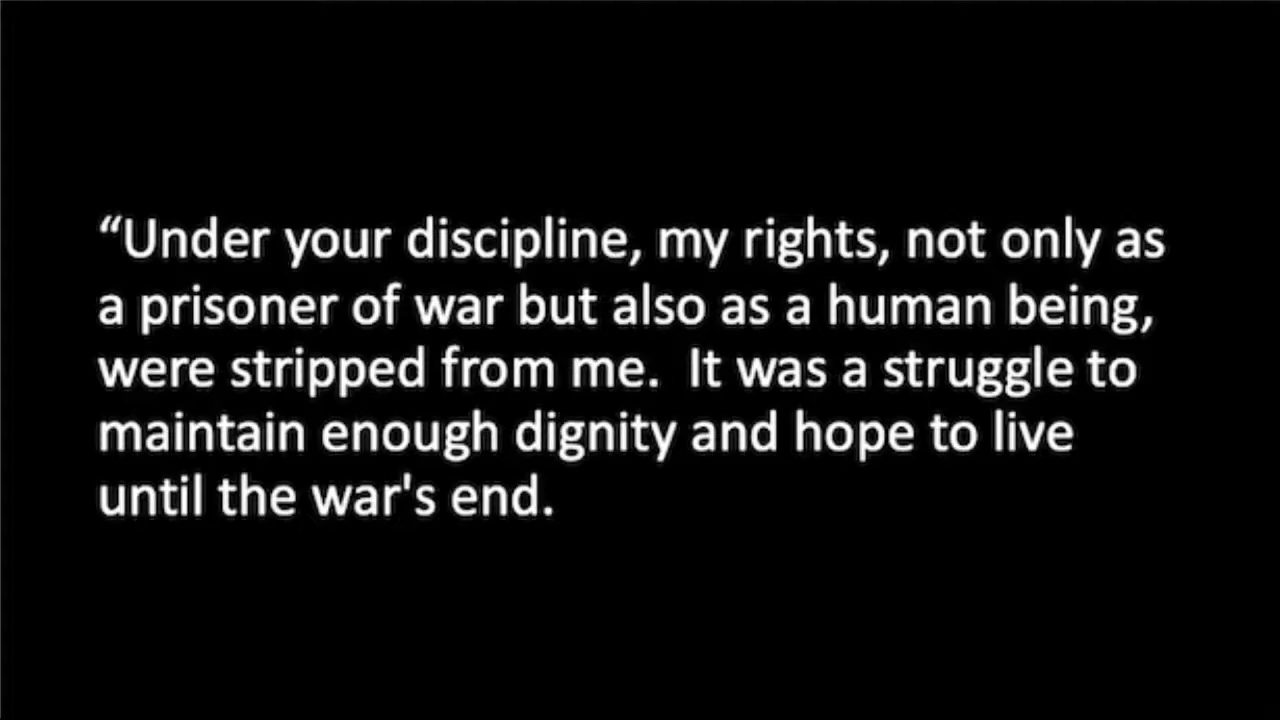 “Under your discipline, my rights, not only as
a prisoner of war but also as a human being,
were stripped from me.  It was a struggle to
maintain enough dignity and hope to live
until the war's end.